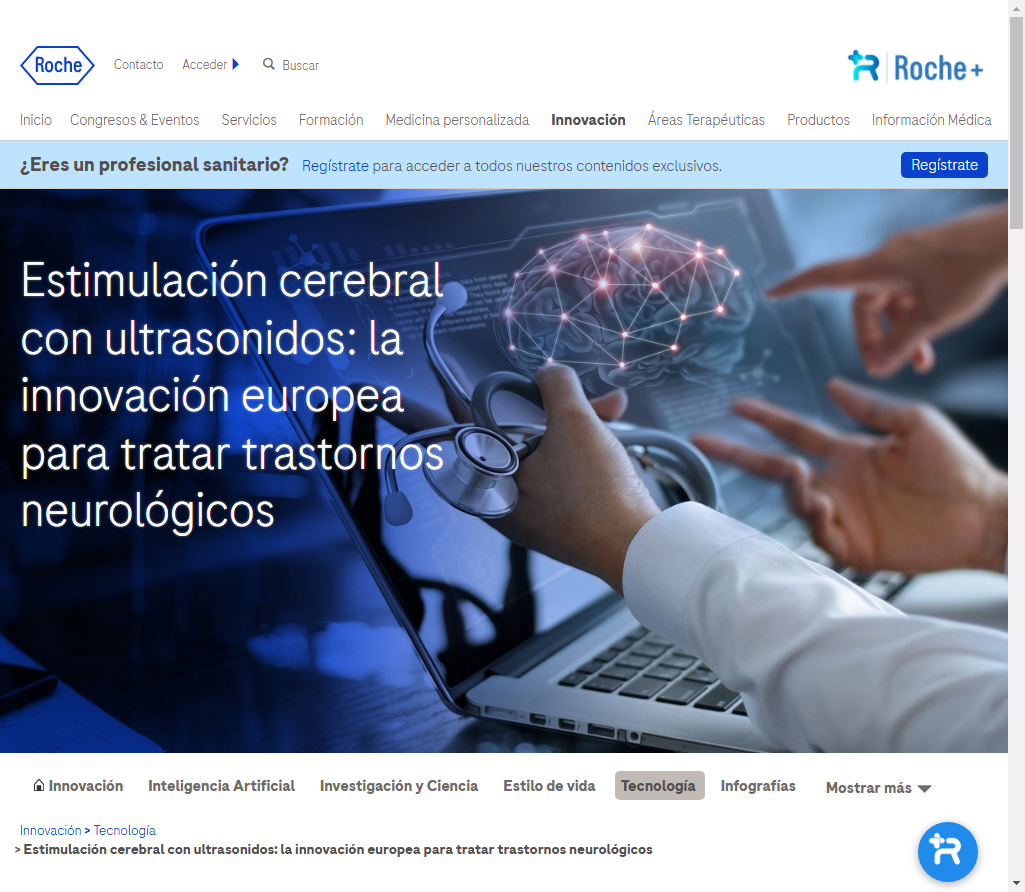 Roche
Contacto
Acceder
Buscar
Roche+
Inicio
Congresos & Eventos
Servicios
Formación
Medicina personalizada
Innovación
Áreas Terapéuticas
Productos
Información Médica
¿Eres un profesional sanitario?
Regístrate para acceder a todos nuestros contenidos exclusivos.
Regístrate
Estimulación cerebral
con ultrasonidos: la
innovación europea
para tratar trastornos
neurológicos
Innovación
Inteligencia Artificial
Investigación y Ciencia
Estilo de vida
Tecnología
Infografías
Mostrar más
Innovación > Tecnología
> Estimulación cerebral con ultrasonidos: la innovación europea para tratar trastornos neurológicos